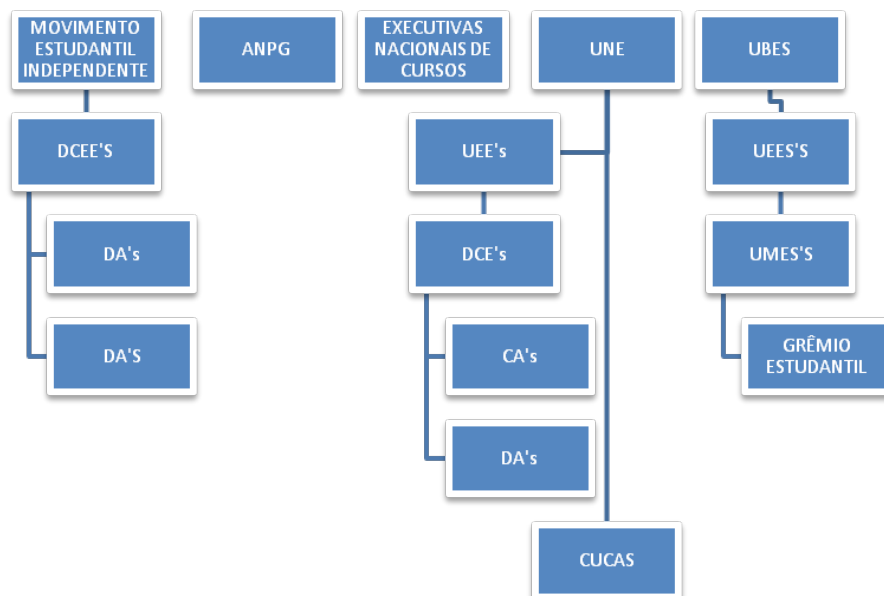 MOVIMENTO
ESTUDANTIL
INDEPENDENTE
ANPG
EXECUTIVAS
NACIONAIS DE
CURSOS
UNE
UBES
DCEE'S
UEE's
UEES'S
DA's
DCE's
UMES'S
DA'S
CA's
GRÊMIO
ESTUDANTIL
DA's
CUCAS